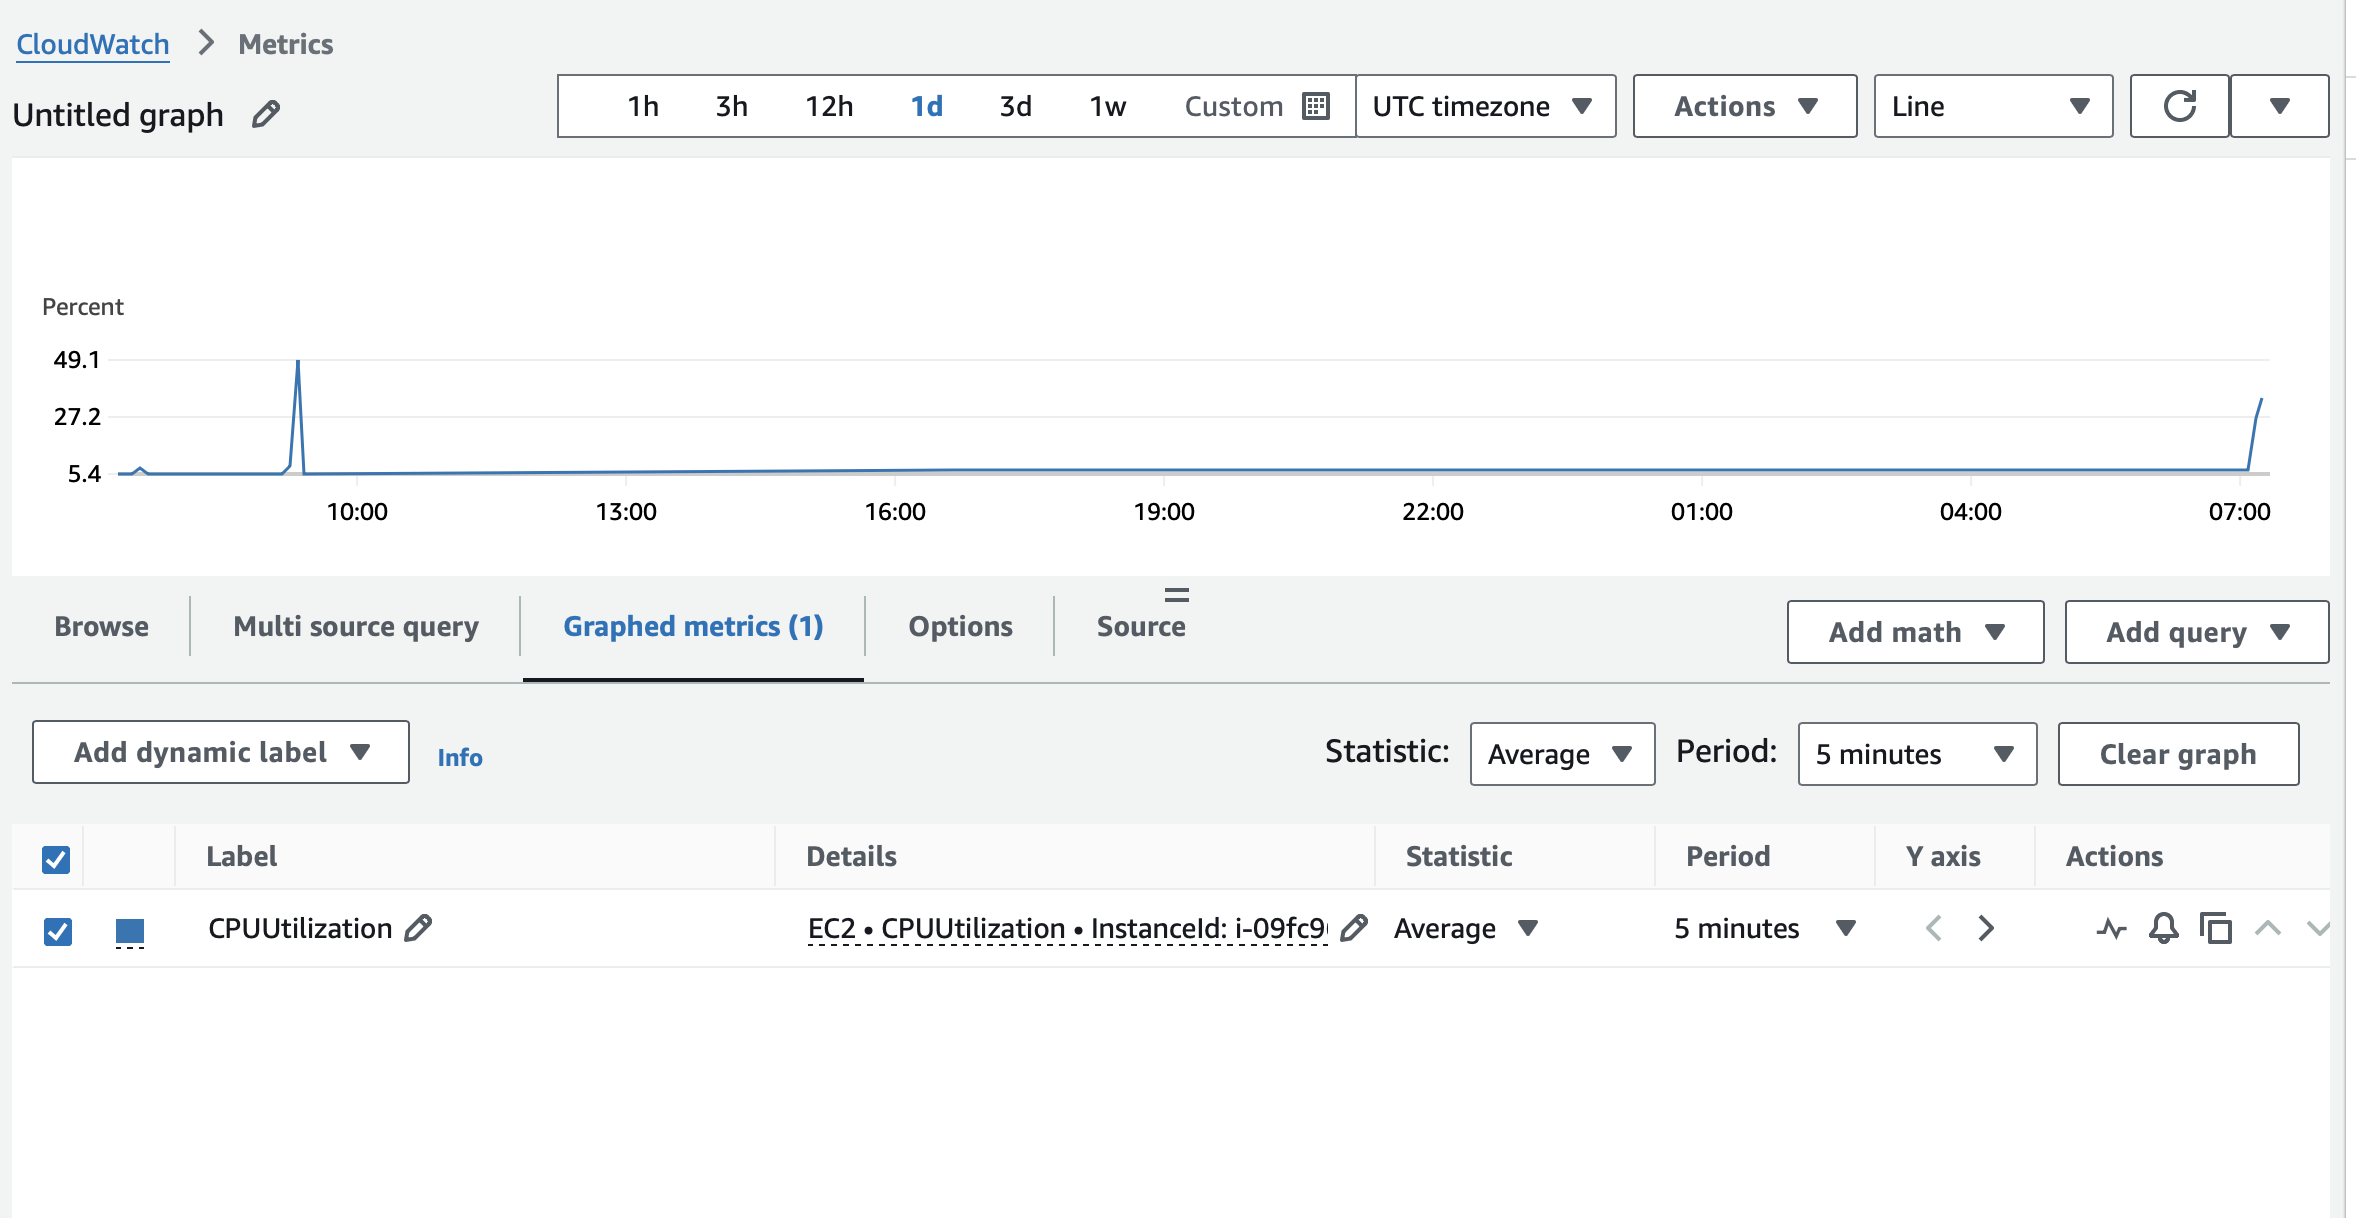 CloudWatch > Metrics
Untitled graph
1h 3h 12h 1d 3d 1w Custom UTC timezone Actions Line
Percent
49.1
27.2
5.4
10:00 13:00 16:00 19:00 22:00 01:00 04:00 07:00
Browse Multi source query Graphed metrics (1) Options Source Add math Add query
Add dynamic label Info Statistic: Average Period: 5 minutes Clear graph
Label Details Statistic Period Y axis Actions
CPUUtilization EC2 • CPUUtilization • InstanceId: i-09fc9 Average 5 minutes